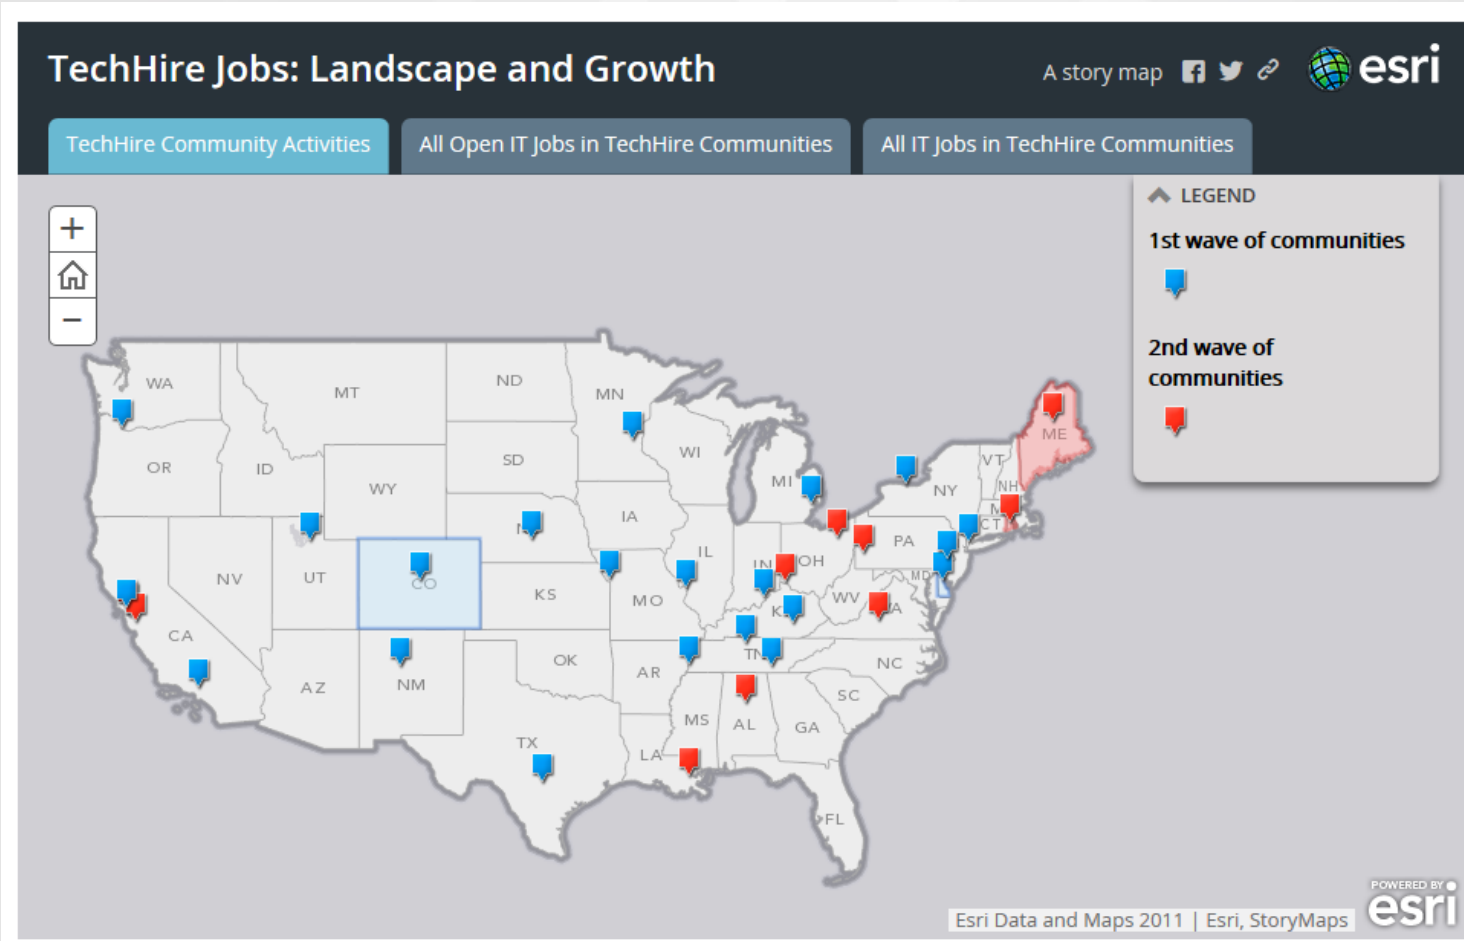 TechHire Jobs: Landscape and Growth
A story map
esri
TechHire Community Activities
All Open IT Jobs in TechHire Communities
All IT Jobs in TechHire Communities
LEGEND
1st wave of communities
2nd wave of
communities
+
−
WA
MT
ND
MN
ME
OR
ID
SD
WI
MI
VT
NH
WY
NY
IA
CT
PA
NV
UT
CO
IL
IN
OH
MD
KS
MO
WV
CA
OK
TN
NC
AZ
NM
AR
SC
MS
AL
GA
TX
LA
FL
POWERED BY
esri
Esri Data and Maps 2011 | Esri, StoryMaps